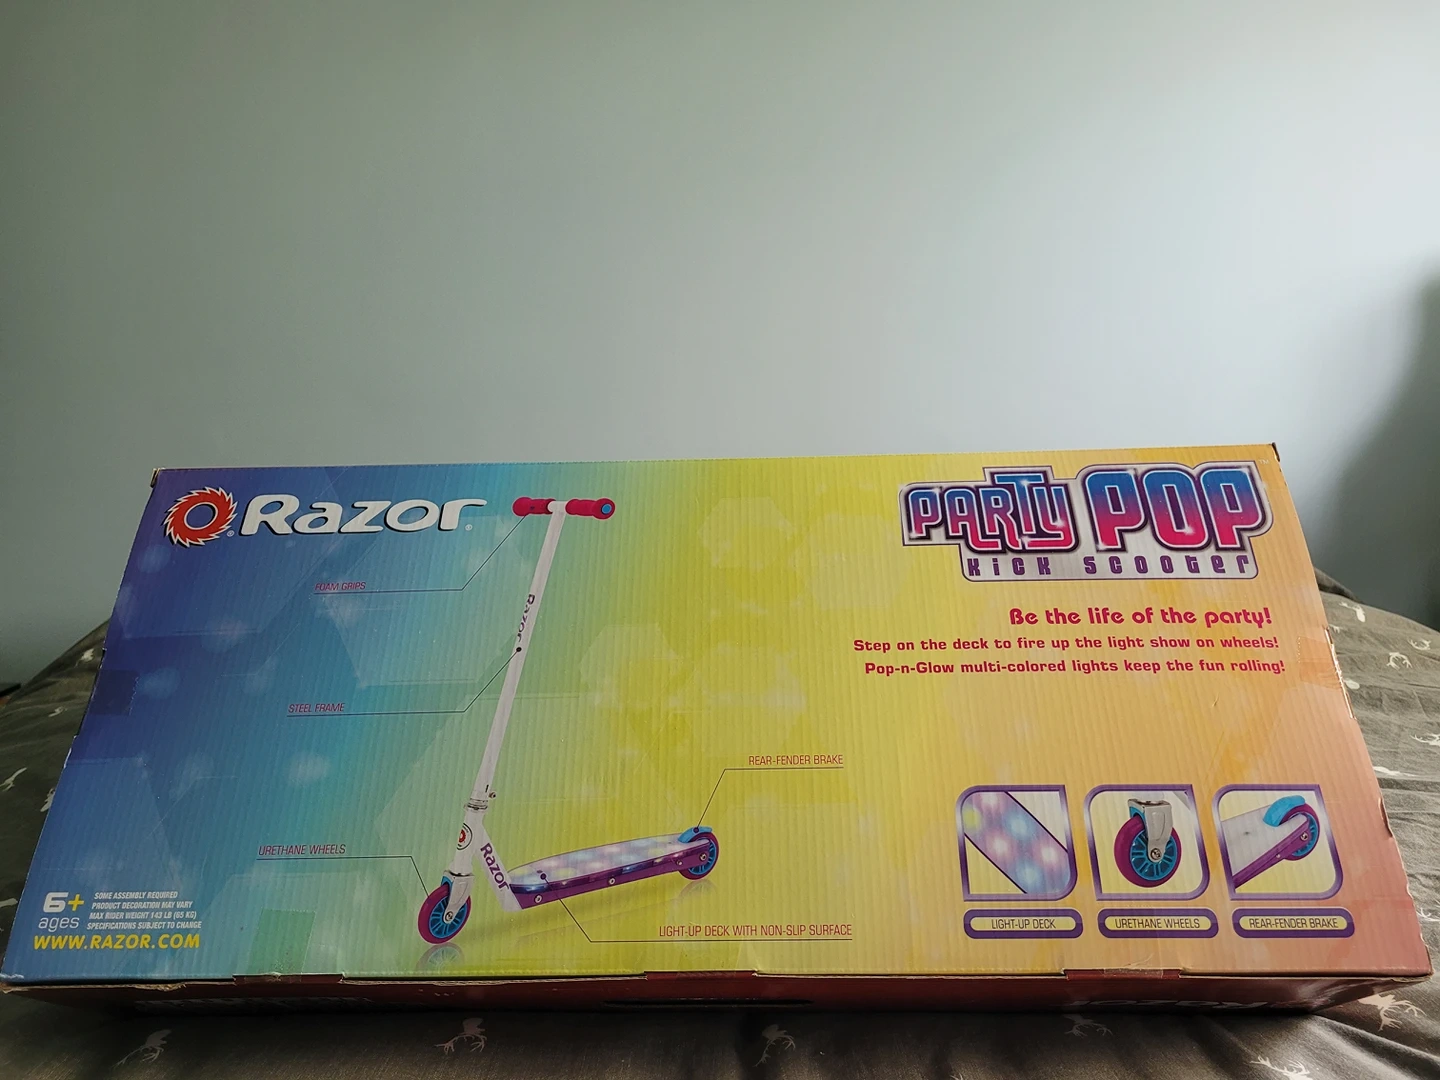 Razor
PARTY POP
KICK SCOOTER
FOAM GRIPS
Razor
Be the life of the party!
Step on the deck to fire up the light show on wheels!
Pop-n-Glow multi-colored lights keep the fun rolling!
STEEL FRAME
REAR-FENDER BRAKE
URETHANE WHEELS
Razor
LIGHT-UP DECK WITH NON-SLIP SURFACE
LIGHT-UP DECK
URETHANE WHEELS
REAR-FENDER BRAKE
6+
ages
SOME ASSEMBLY REQUIRED
PRODUCT DECORATION MAY VARY
MAX RIDER WEIGHT 143 LB (65 KG)
SPECIFICATIONS SUBJECT TO CHANGE
WWW.RAZOR.COM